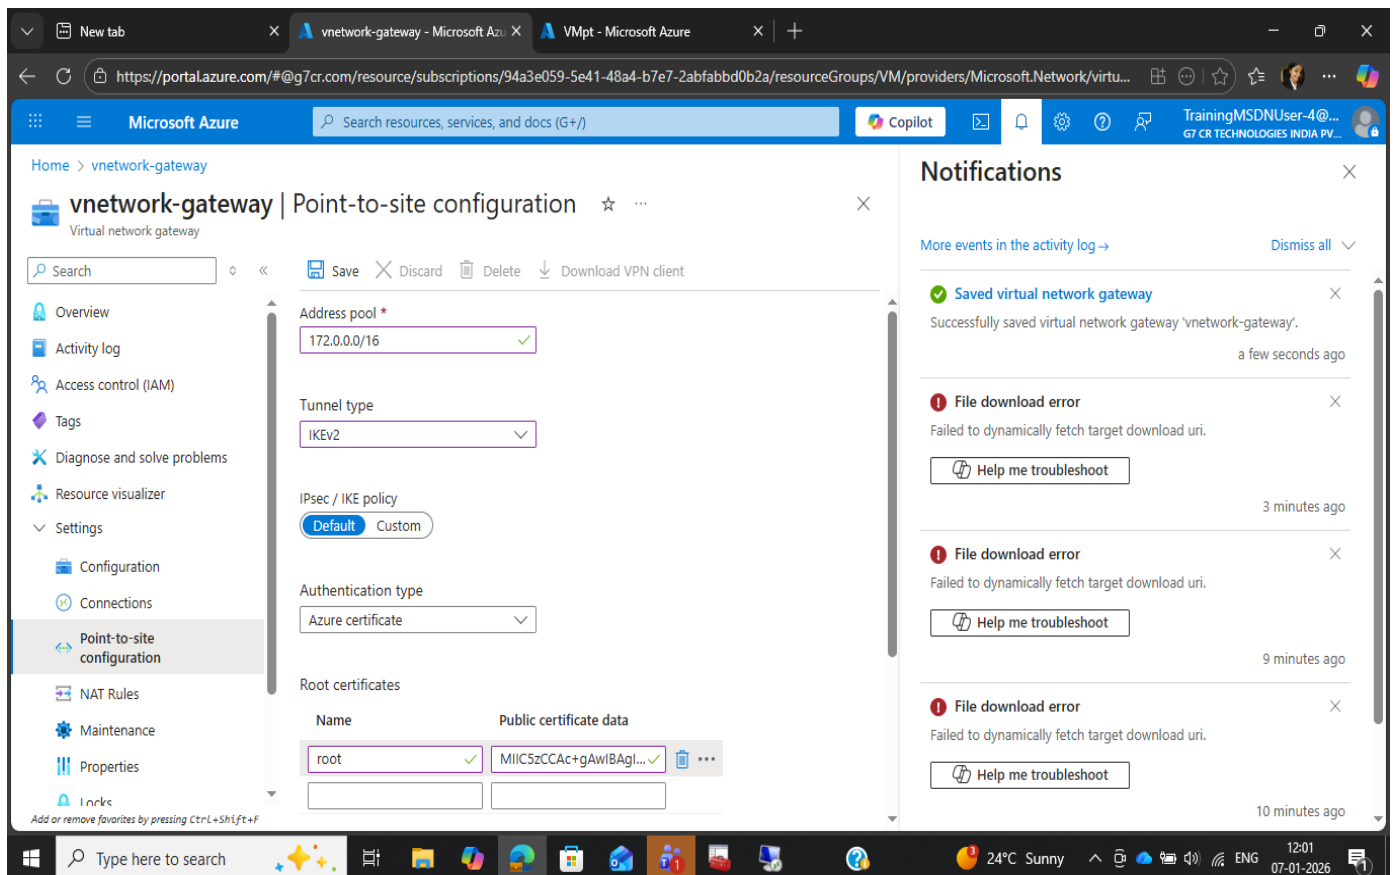 New tab
vnetwork-gateway - Microsoft Azu
VMpt - Microsoft Azure
https://portal.azure.com/#@g7cr.com/resource/subscriptions/94a3e059-5e41-48a4-b7e7-2abfabbd0b2a/resourceGroups/VM/providers/Microsoft.Network/virtu...
Microsoft Azure
Search resources, services, and docs (G+/)
Copilot
TrainingMSDNUser-4@...
G7 CR TECHNOLOGIES INDIA PV...
Home > vnetwork-gateway
vnetwork-gateway | Point-to-site configuration
Virtual network gateway
Search
Overview
Activity log
Access control (IAM)
Tags
Diagnose and solve problems
Resource visualizer
Settings
Configuration
Connections
Point-to-site
configuration
NAT Rules
Maintenance
Properties
Locks
Add or remove favorites by pressing Ctrl+Shift+F
Save
Discard
Delete
Download VPN client
Address pool *
172.0.0.0/16
Tunnel type
IKEv2
IPsec / IKE policy
Default
Custom
Authentication type
Azure certificate
Root certificates
Name
Public certificate data
root
MIIC5zCCAc+gAwIBAgI...
Notifications
More events in the activity log →
Dismiss all
Saved virtual network gateway
Successfully saved virtual network gateway 'vnetwork-gateway'.
a few seconds ago
File download error
Failed to dynamically fetch target download uri.
Help me troubleshoot
3 minutes ago
File download error
Failed to dynamically fetch target download uri.
Help me troubleshoot
9 minutes ago
File download error
Failed to dynamically fetch target download uri.
Help me troubleshoot
10 minutes ago
Type here to search
3
24°C Sunny
ENG
12:01
07-01-2026
1